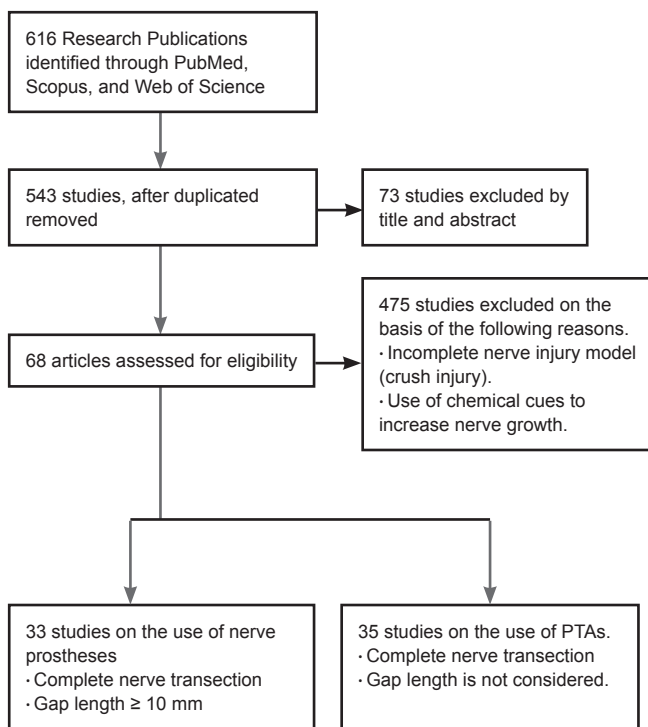 616 Research Publications
identified through PubMed,
Scopus, and Web of Science
543 studies, after duplicated
removed
73 studies excluded by
title and abstract
68 articles assessed for eligibility
475 studies excluded on the
basis of the following reasons.
· Incomplete nerve injury model
(crush injury).
· Use of chemical cues to
increase nerve growth.
33 studies on the use of nerve
prostheses
· Complete nerve transection
· Gap length ≥ 10 mm
35 studies on the use of PTAs.
· Complete nerve transection
· Gap length is not considered.